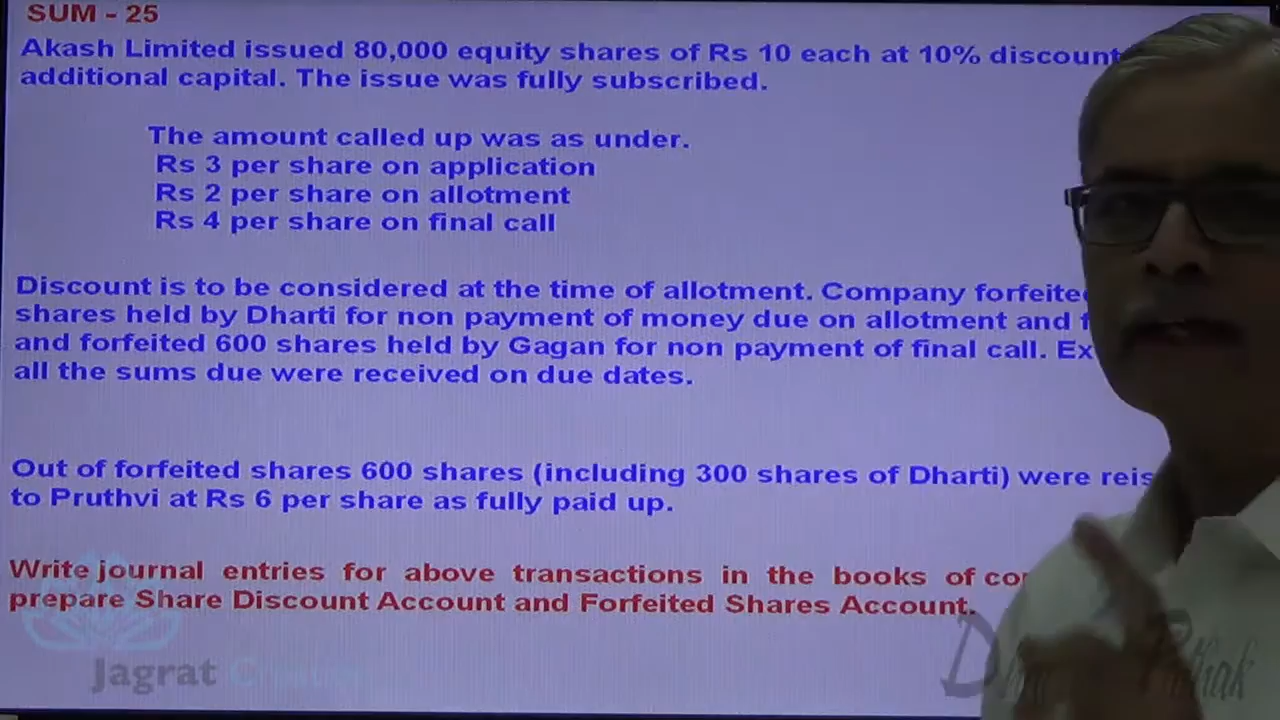 SUM - 25
Akash Limited issued 80,000 equity shares of Rs 10 each at 10% discount
additional capital. The issue was fully subscribed.
The amount called up was as under.
Rs 3 per share on application
Rs 2 per share on allotment
Rs 4 per share on final call
Discount is to be considered at the time of allotment. Company
shares held by Dharti for non payment of money due on allotment and
and forfeited 600 shares held by Gagan for non payment of final call.
all the sums due were received on due dates.
Out of forfeited shares 600 shares (including 300 shares of Dharti) were
to Pruthvi at Rs 6 per share as fully paid up.
Write journal entries for above transactions in the books of
prepare Share Discount Account and Forfeited Shares Account.
Jagrat